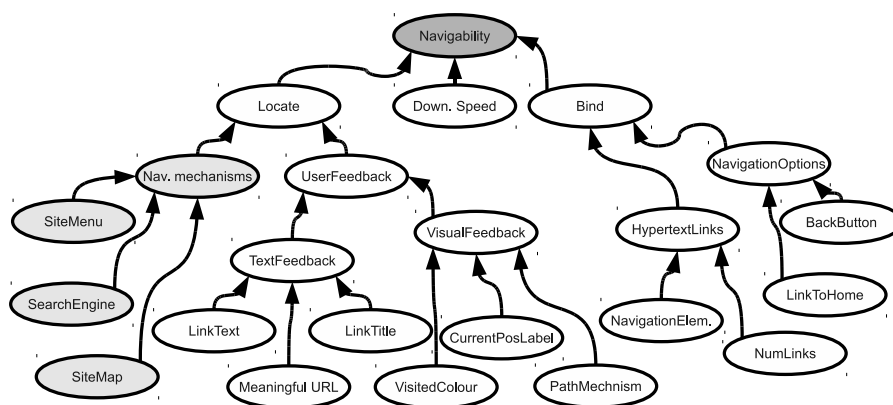 Navigability
Locate
Down. Speed
Bind
Nav. mechanisms
UserFeedback
NavigationOptions
SiteMenu
VisualFeedback
HypertextLinks
BackButton
TextFeedback
SearchEngine
LinkToHome
LinkText
LinkTitle
CurrentPosLabel
NavigationElem.
NumLinks
SiteMap
Meaningful URL
VisitedColour
PathMechnism